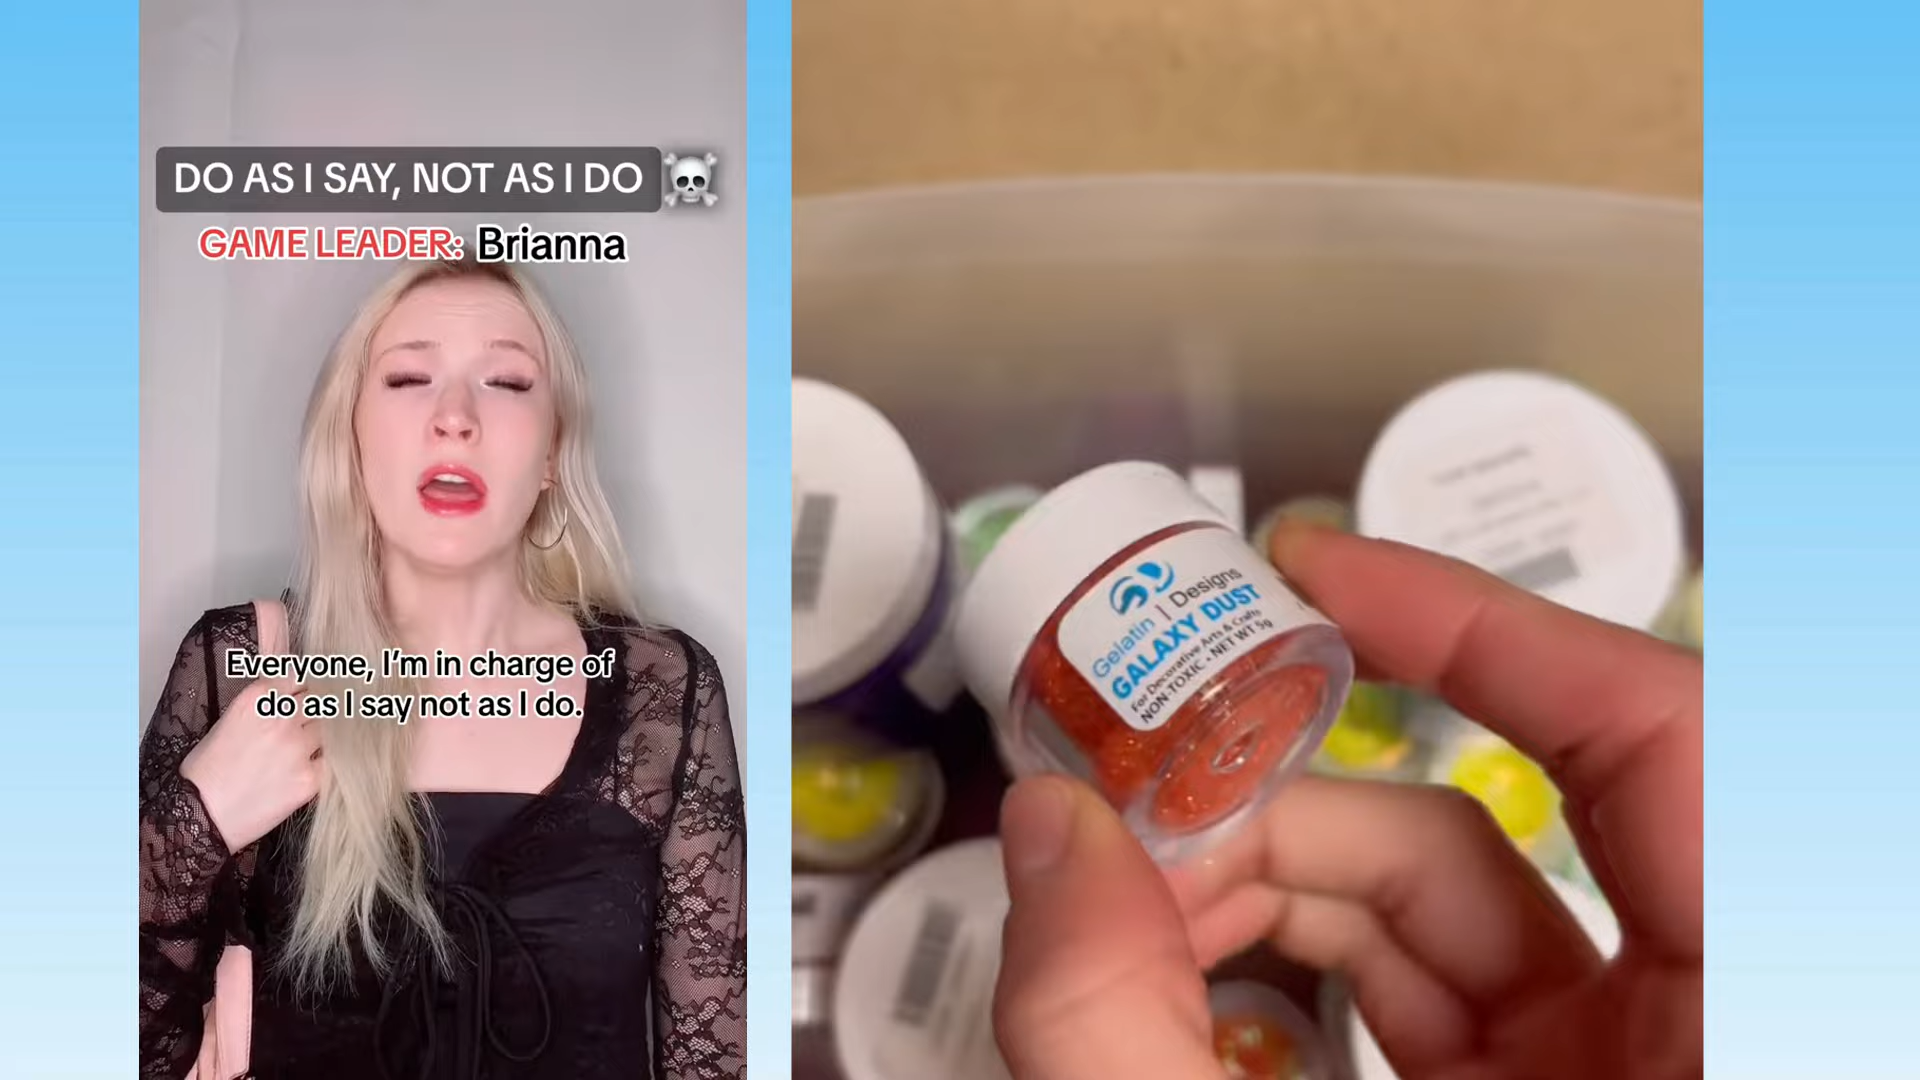 DO AS I SAY, NOT AS I DO
GAME LEADER: Brianna
Everyone, I'm in charge of
do as I say not as I do.
Gelatin | Designs
GALAXY DUST
For Decorative Arts & Crafts
NON-TOXIC • NET WT 5g